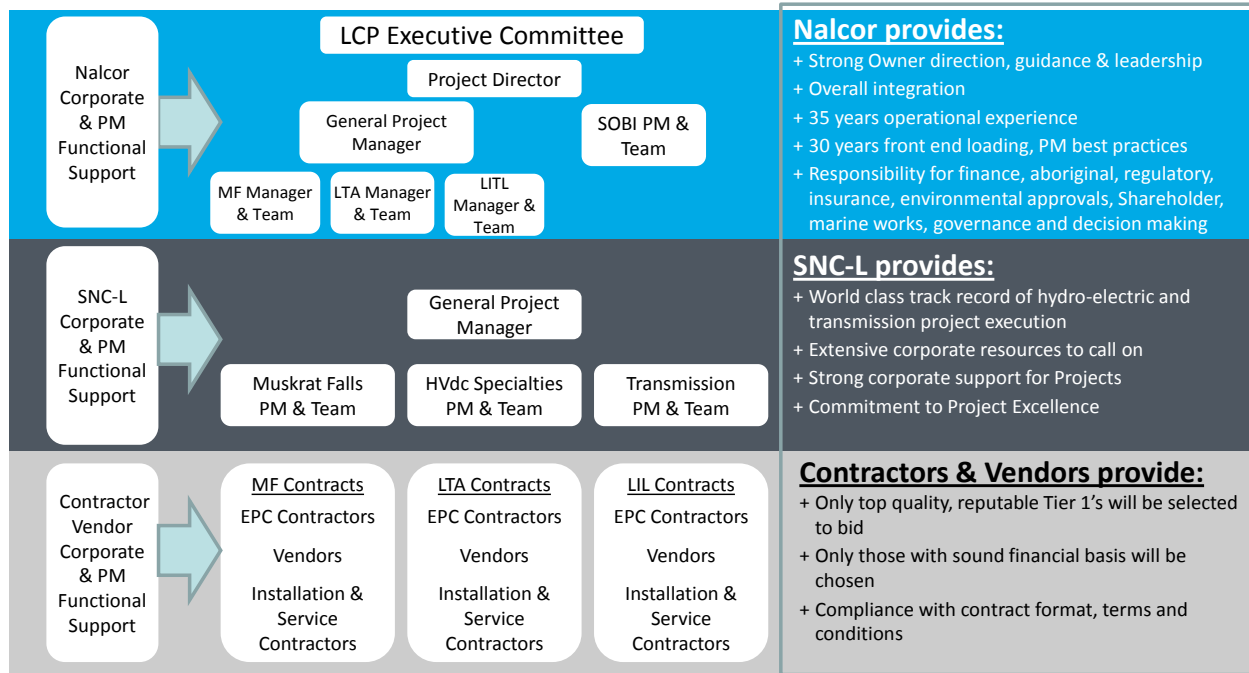 Nalcor
Corporate
& PM
Functional
Support
LCP Executive Committee
Project Director
General Project
Manager
SOBI PM &
Team
MF Manager
& Team
LTA Manager
& Team
LITL
Manager &
Team
Nalcor provides:
+ Strong Owner direction, guidance & leadership
+ Overall integration
+ 35 years operational experience
+ 30 years front end loading, PM best practices
+ Responsibility for finance, aboriginal, regulatory,
insurance, environmental approvals, Shareholder,
marine works, governance and decision making
SNC-L
Corporate
& PM
Functional
Support
General Project
Manager
Muskrat Falls
PM & Team
HVdc Specialties
PM & Team
Transmission
PM & Team
SNC-L provides:
+ World class track record of hydro-electric and
transmission project execution
+ Extensive corporate resources to call on
+ Strong corporate support for Projects
+ Commitment to Project Excellence
Contractor
Vendor
Corporate
& PM
Functional
Support
MF Contracts
EPC Contractors
Vendors
Installation &
Service
Contractors
LTA Contracts
EPC Contractors
Vendors
Installation &
Service
Contractors
LIL Contracts
EPC Contractors
Vendors
Installation &
Service
Contractors
Contractors & Vendors provide:
+ Only top quality, reputable Tier 1's will be selected
to bid
+ Only those with sound financial basis will be
chosen
+ Compliance with contract format, terms and
conditions